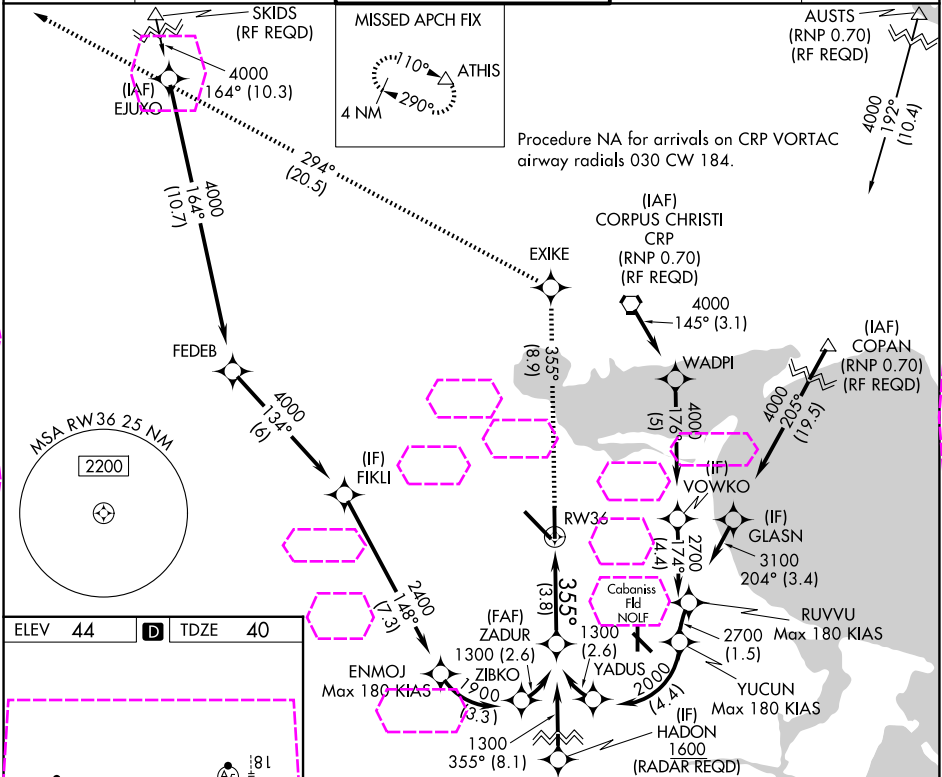 SKIDS
(RF REQD)
4000
164° (10.3)
(IAF)
EJUXO
MISSED APCH FIX
110°
ATHIS
290°
4 NM
AUSTS
(RNP 0.70)
(RF REQD)
4000
192°
(10.4)
Procedure NA for arrivals on CRP VORTAC
airway radials 030 CW 184.
294°
(20.5)
4000
164°
(10.7)
(IAF)
CORPUS CHRISTI
CRP
(RNP 0.70)
(RF REQD)
EXIKE
4000
145° (3.1)
(IAF)
COPAN
(RNP 0.70)
(RF REQD)
FEDEB
355°
(8.9)
WADPI
4000
205°
(19.5)
4000
134°
(6)
4000
176°
(5)
MSA RW36 25 NM
2200
(IF)
FIKLI
(IF)
VOWKO
RW36
(IF)
GLASN
2700
174°
(4.4)
3100
204° (3.4)
2400
148°
(7.3)
355°
(3.8)
Cabaniss
Fld
NOLF
RUVVU
Max 180 KIAS
ELEV 44
D
TDZE 40
(FAF)
ZADUR
1300 (2.6)
1300
(2.6)
2700
(1.5)
ENMOJ
Max 180 KIAS
ZIBKO
YADUS
1900
(3.3)
2000
(4.4)
YUCUN
Max 180 KIAS
1300
355° (8.1)
(IF)
HADON
1600
(RADAR REQD)
18